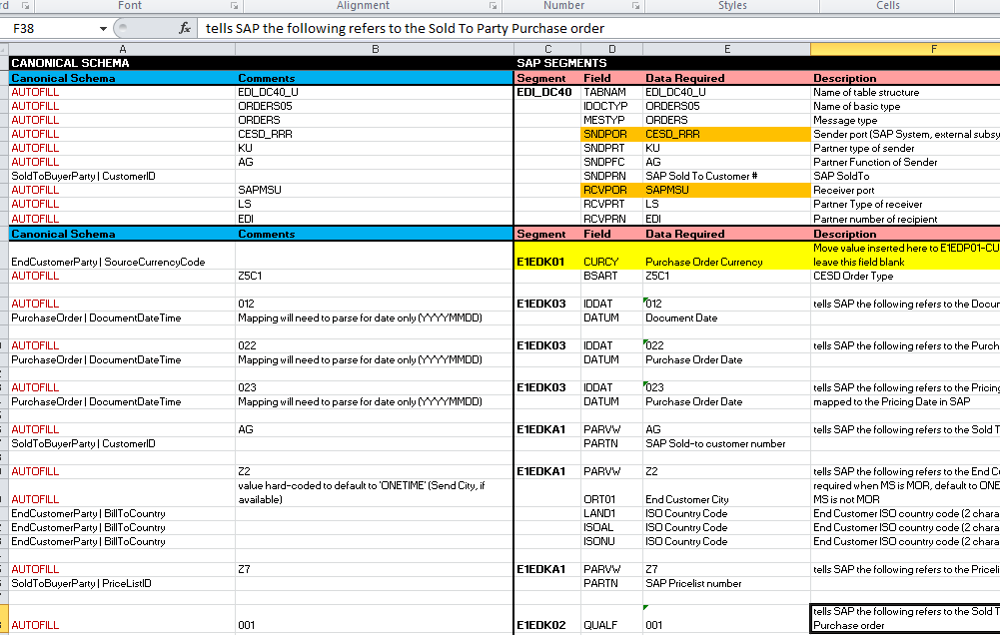 rd Font Alignment Number Styles Cells
F38 fx tells SAP the following refers to the Sold To Party Purchase order
A B C D E F
CANONICAL SCHEMA SAP SEGMENTS
Canonical Schema Comments Segment Field Data Required Description
AUTOFILL EDI_DC40_U EDI_DC40 TABNAM EDI_DC40_U Name of table structure
AUTOFILL ORDERS05 IDOCTYP ORDERS05 Name of basic type
AUTOFILL ORDERS MESTYP ORDERS Message type
AUTOFILL CESD_RRR SNDPOR CESD_RRR Sender port (SAP System, external subsy
AUTOFILL KU SNDPRT KU Partner type of sender
AUTOFILL AG SNDPFC AG Partner Function of Sender
SoldToBuyerParty | CustomerID SNDPRN SAP Sold To Customer # SAP SoldTo
AUTOFILL SAPMSU RCVPOR SAPMSU Receiver port
AUTOFILL LS RCVPRT LS Partner Type of receiver
AUTOFILL EDI RCVPRN EDI Partner number of recipient
Canonical Schema Comments Segment Field Data Required Description
Move value inserted here to E1EDP01-CU
EndCustomerParty | SourceCurrencyCode E1EDK01 CURCY Purchase Order Currency leave this field blank
AUTOFILL Z5C1 BSART Z5C1 CESD Order Type
AUTOFILL 012 E1EDK03 IDDAT 012 tells SAP the following refers to the Docum
PurchaseOrder | DocumentDateTime Mapping will need to parse for date only (YYYYMMDD) DATUM Document Date
AUTOFILL 022 E1EDK03 IDDAT 022 tells SAP the following refers to the Purch
PurchaseOrder | DocumentDateTime Mapping will need to parse for date only (YYYYMMDD) DATUM Purchase Order Date
AUTOFILL 023 E1EDK03 IDDAT 023 tells SAP the following refers to the Pricing
PurchaseOrder | DocumentDateTime Mapping will need to parse for date only (YYYYMMDD) DATUM Purchase Order Date mapped to the Pricing Date in SAP
AUTOFILL AG E1EDKA1 PARVW AG tells SAP the following refers to the Sold T
SoldToBuyerParty | CustomerID PARTN SAP Sold-to customer number
AUTOFILL Z2 E1EDKA1 PARVW Z2 tells SAP the following refers to the End Cu
value hard-coded to default to 'ONETIME' (Send City, if required when MS is MOR, default to ONE
AUTOFILL available) ORT01 End Customer City MS is not MOR
EndCustomerParty | BillToCountry LAND1 ISO Country Code End Customer ISO country code (2 chara
EndCustomerParty | BillToCountry ISOAL ISO Country Code End Customer ISO country code (2 chara
EndCustomerParty | BillToCountry ISONU ISO Country Code End Customer ISO country code (2 chara
AUTOFILL Z7 E1EDKA1 PARVW Z7 tells SAP the following refers to the Priceli
SoldToBuyerParty | PriceListID PARTN SAP Pricelist number
tells SAP the following refers to the Sold T
AUTOFILL 001 E1EDK02 QUALF 001 Purchase order